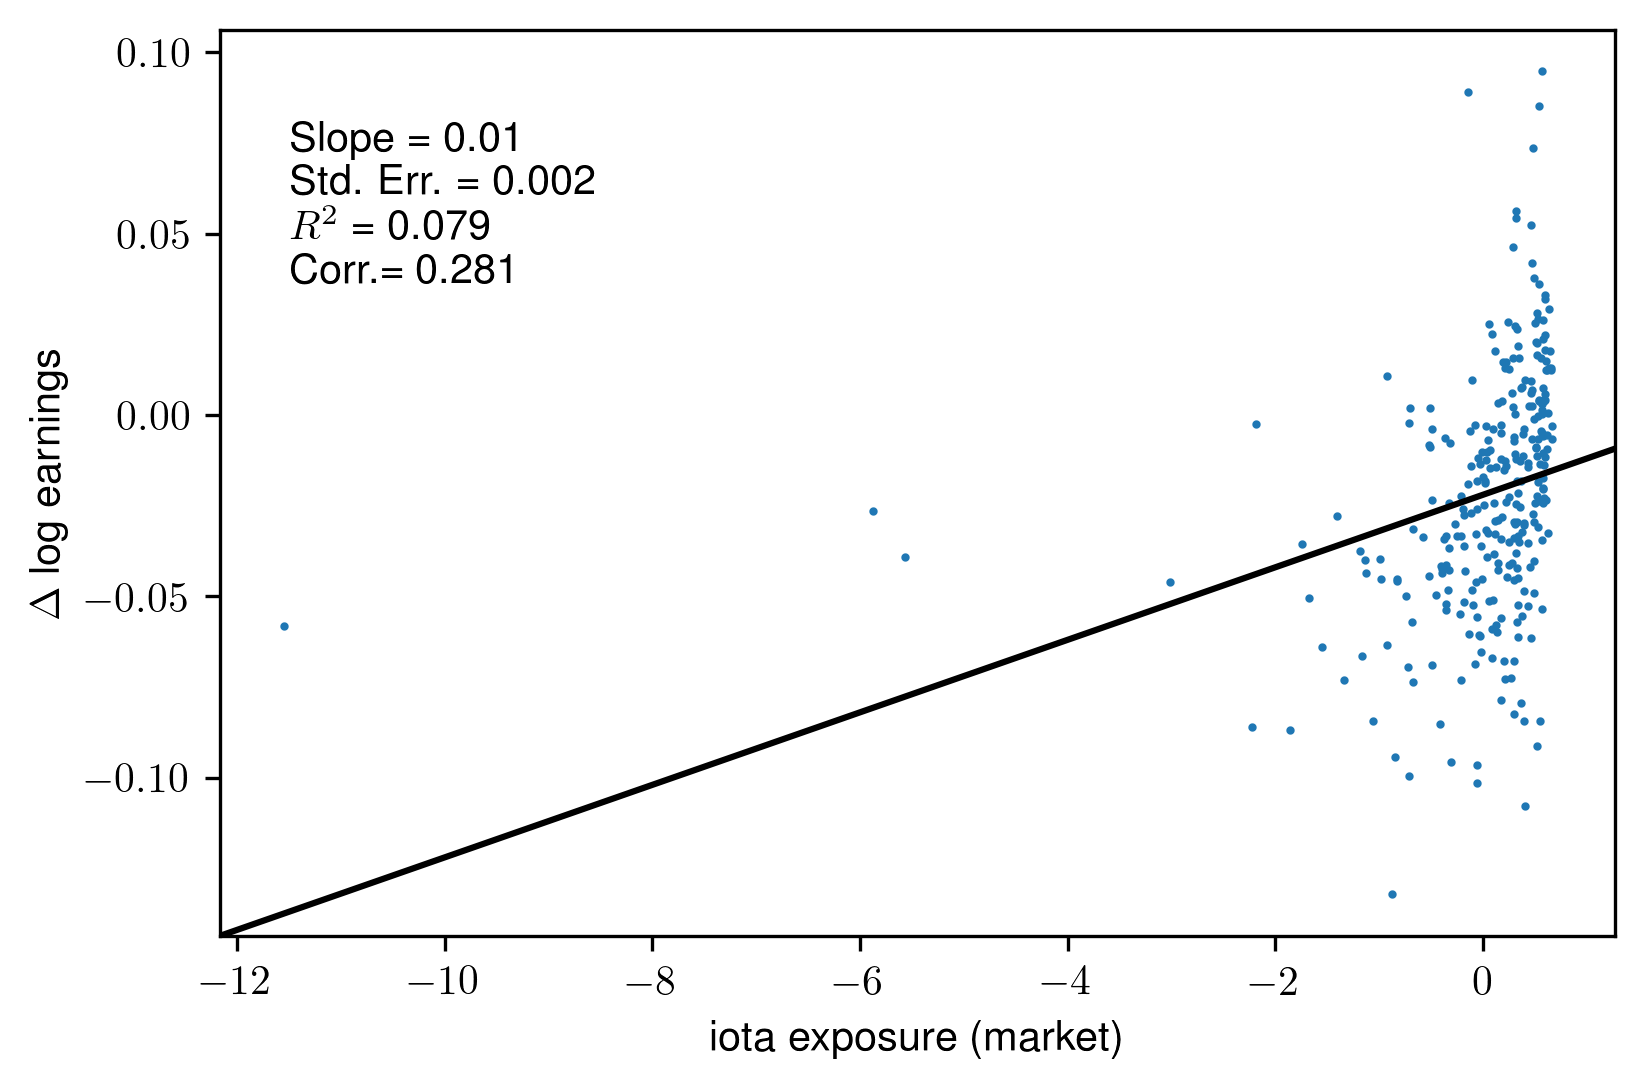 0.10
Slope = 0.01
Std. Err. = 0.002
R² = 0.079
Corr.= 0.281
0.05
0.00
−0.05
−0.10
Δ log earnings
−12 −10 −8 −6 −4 −2 0
iota exposure (market)